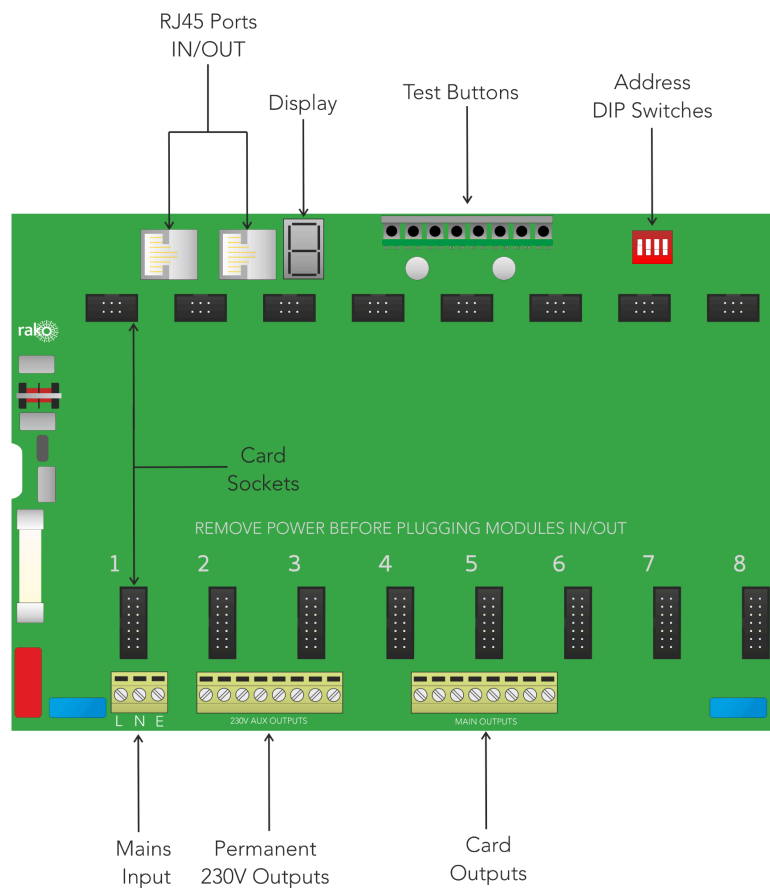 RJ45 Ports
IN/OUT
Display
Test Buttons
Address
DIP Switches
rako
Card
Sockets
REMOVE POWER BEFORE PLUGGING MODULES IN/OUT
1 2 3 4 5 6 7 8
L N E
230V AUX OUTPUTS
MAIN OUTPUTS
Mains
Input
Permanent
230V Outputs
Card
Outputs